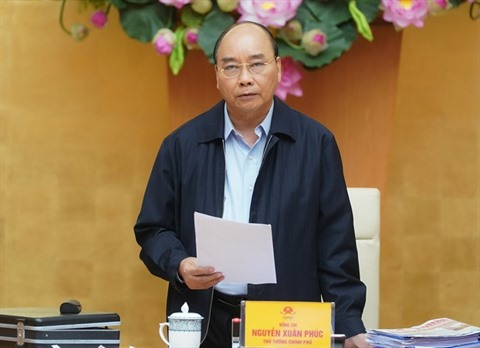 ĐỒNG CHÍ
NGUYỄN XUÂN PHÚC
THỦ TƯỚNG CHÍNH PHỦ